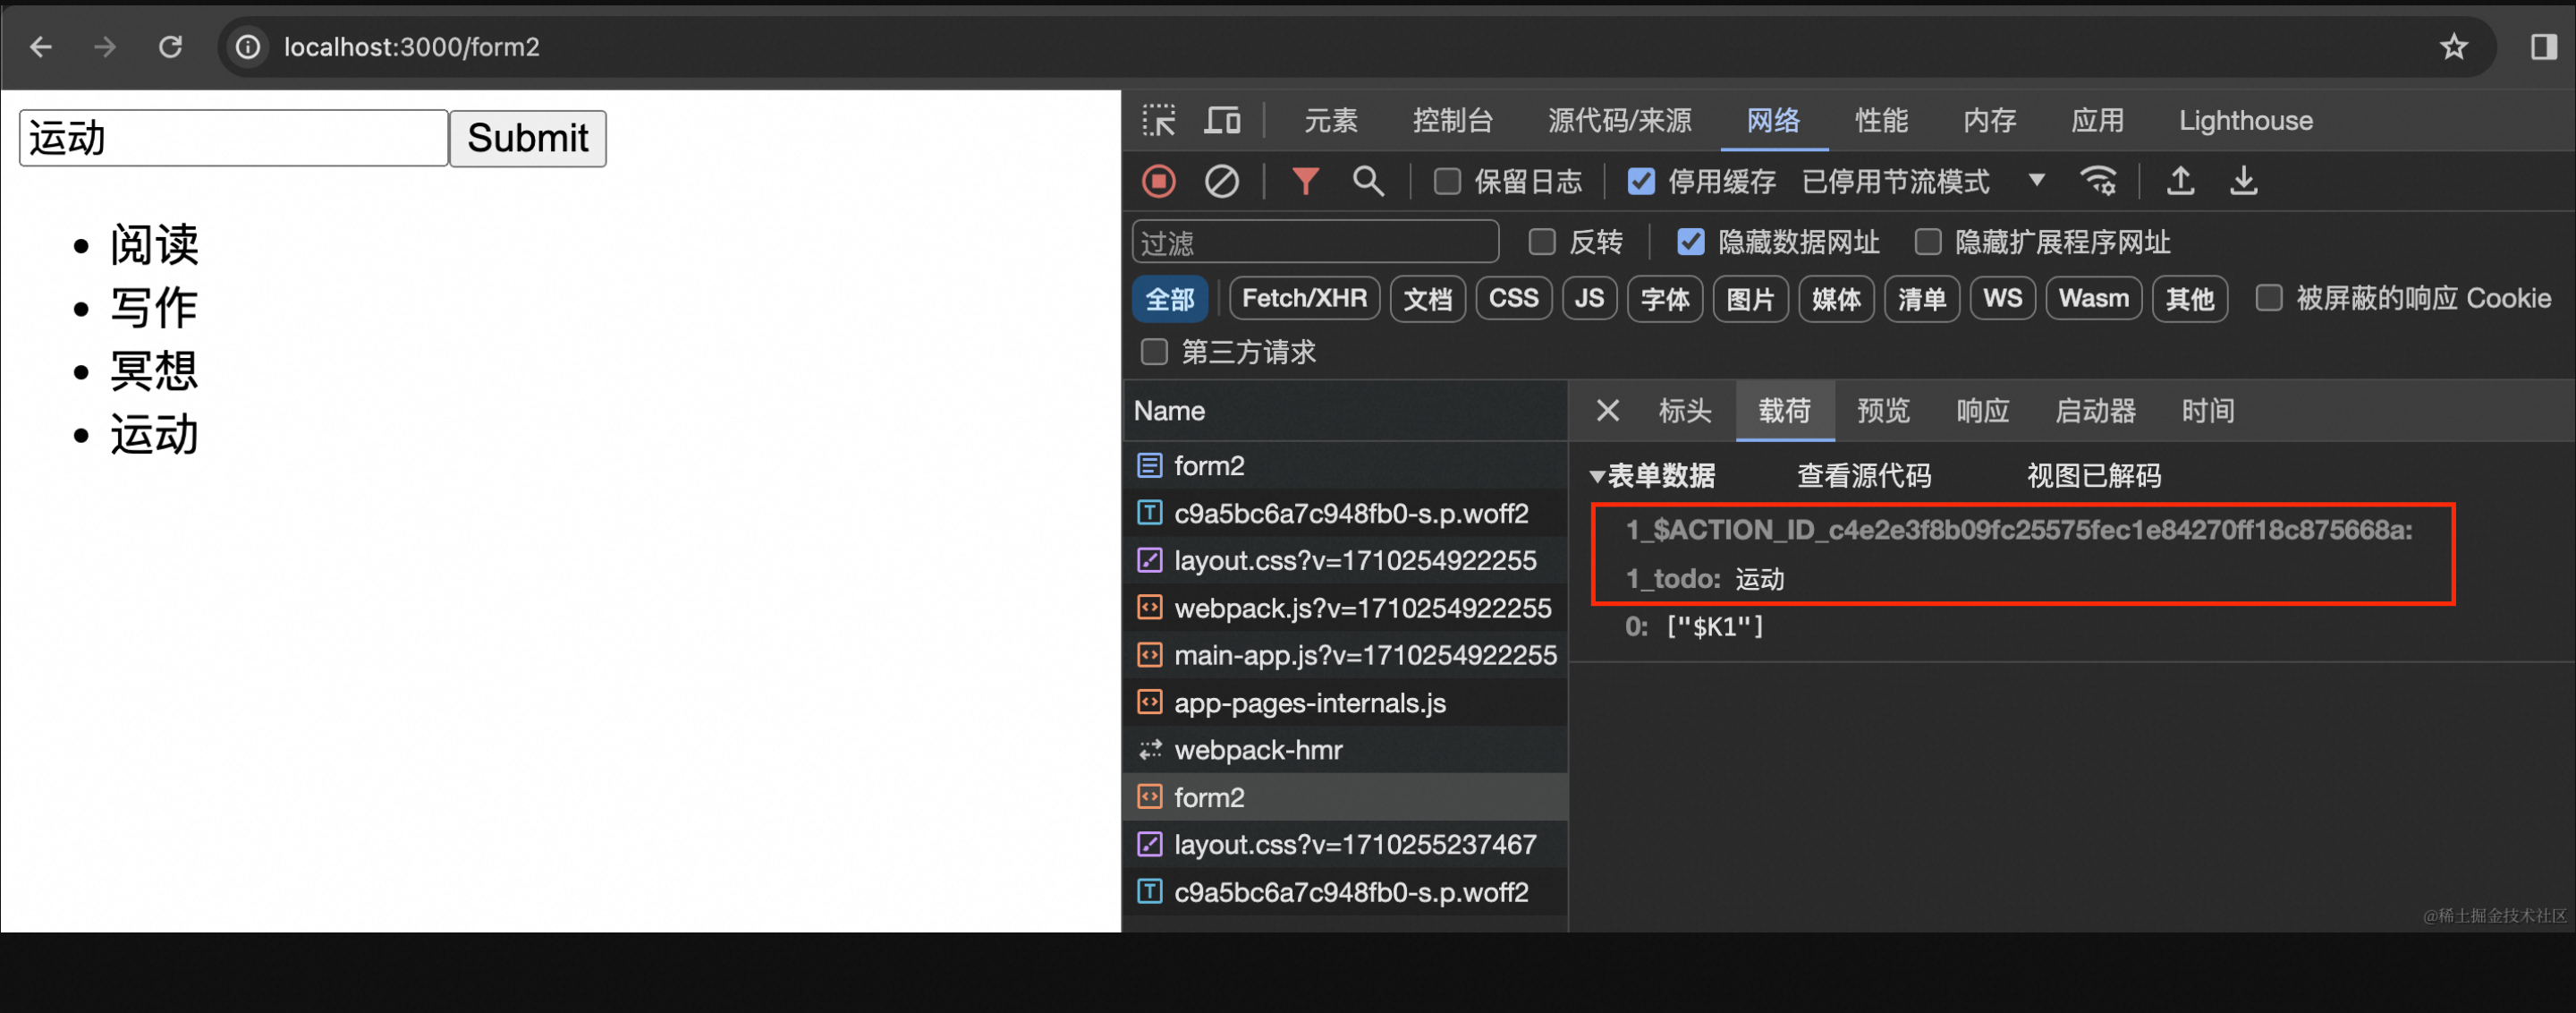 localhost:3000/form2
运动 Submit
阅读
写作
冥想
运动
元素 控制台 源代码/来源 网络 性能 内存 应用 Lighthouse
保留日志 停用缓存 已停用节流模式
过滤 反转 隐藏数据网址 隐藏扩展程序网址
全部 Fetch/XHR 文档 CSS JS 字体 图片 媒体 清单 WS Wasm 其他 被屏蔽的响应 Cookie
第三方请求
Name
form2
c9a5bc6a7c948fb0-s.p.woff2
layout.css?v=1710254922255
webpack.js?v=1710254922255
main-app.js?v=1710254922255
app-pages-internals.js
webpack-hmr
form2
layout.css?v=1710255237467
c9a5bc6a7c948fb0-s.p.woff2
标头 载荷 预览 响应 启动器 时间
表单数据 查看源代码 视图已解码
1_$ACTION_ID_c4e2e3f8b09fc25575fec1e84270ff18c875668a:
1_todo: 运动
0: ["$K1"]
@稀土掘金技术社区